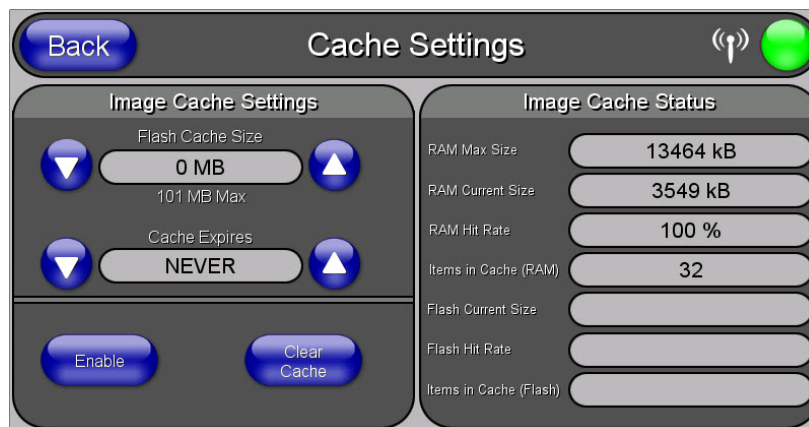 Back
Cache Settings
Image Cache Settings
Flash Cache Size
0 MB
101 MB Max
Cache Expires
NEVER
Enable
Clear
Cache
Image Cache Status
RAM Max Size
13464 kB
RAM Current Size
3549 kB
RAM Hit Rate
100 %
Items in Cache (RAM)
32
Flash Current Size
Flash Hit Rate
Items in Cache (Flash)